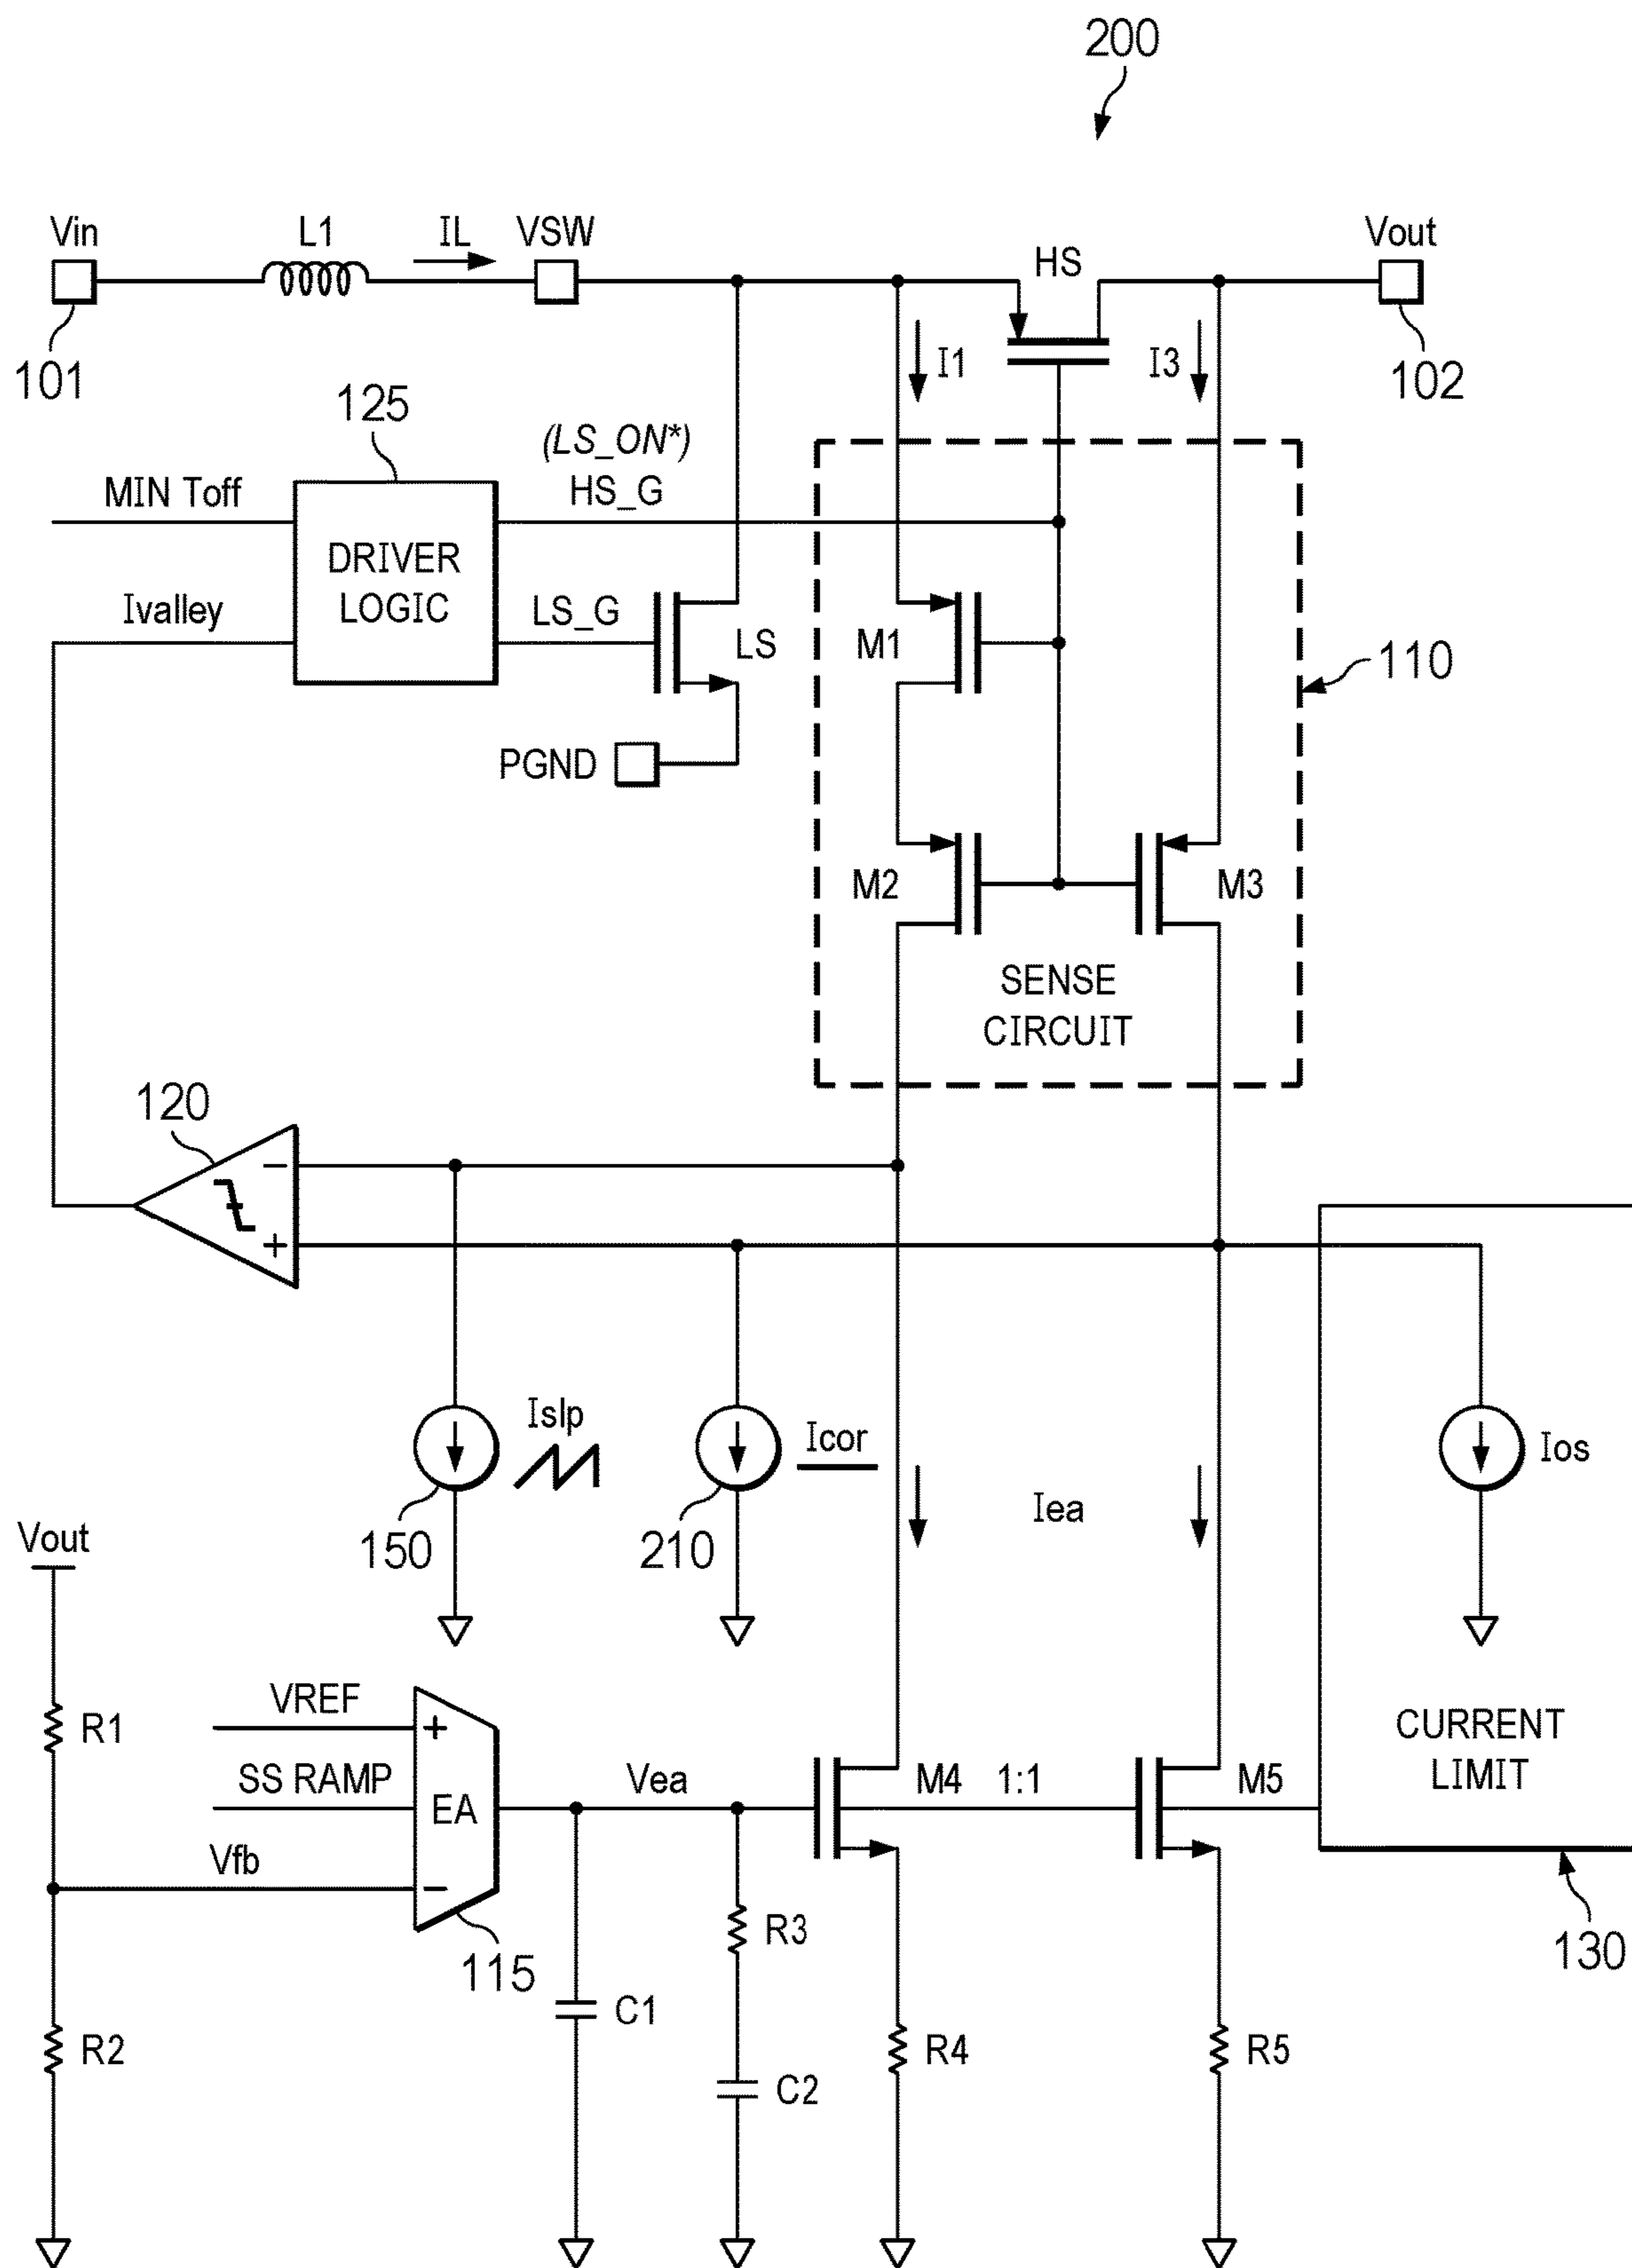 200
Vin
L1
IL
VSW
HS
Vout
101
I1
I3
102
125
(LS_ON*)
MIN Toff
HS_G
DRIVER
LOGIC
Ivalley
LS_G
LS
M1
110
PGND
M2
M3
SENSE
CIRCUIT
120
−
+
Islp
Icor
Ios
Iea
150
210
Vout
VREF
R1
+
CURRENT
LIMIT
SS RAMP
EA
Vea
M4
1:1
M5
Vfb
−
R3
115
130
C1
R2
R4
R5
C2